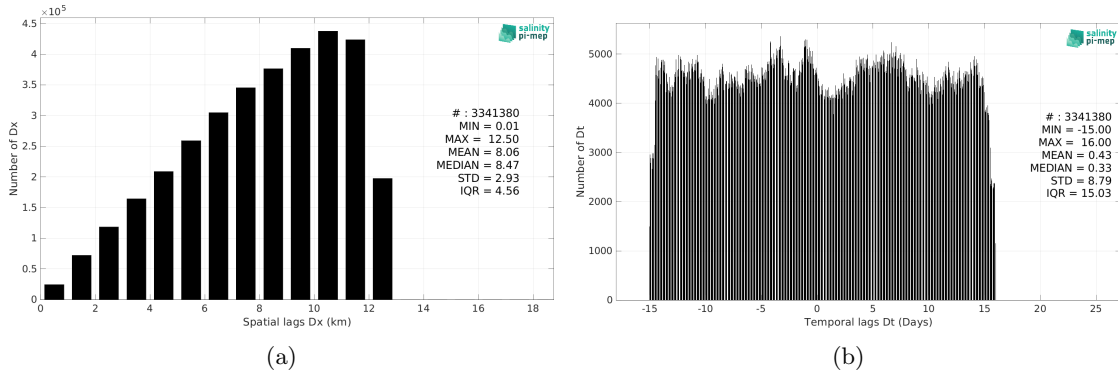 ×10⁵
4.5
4
3.5
3
2.5
2
1.5
1
0.5
0
Number of Dx
salinity
pi-mep
# : 3341380
MIN = 0.01
MAX = 12.50
MEAN = 8.06
MEDIAN = 8.47
STD = 2.93
IQR = 4.56
0 2 4 6 8 10 12 14 16 18
Spatial lags Dx (km)
(a)
5000
4000
3000
2000
1000
0
Number of Dt
salinity
pi-mep
# : 3341380
MIN = -15.00
MAX = 16.00
MEAN = 0.43
MEDIAN = 0.33
STD = 8.79
IQR = 15.03
-15 -10 -5 0 5 10 15 20 25
Temporal lags Dt (Days)
(b)